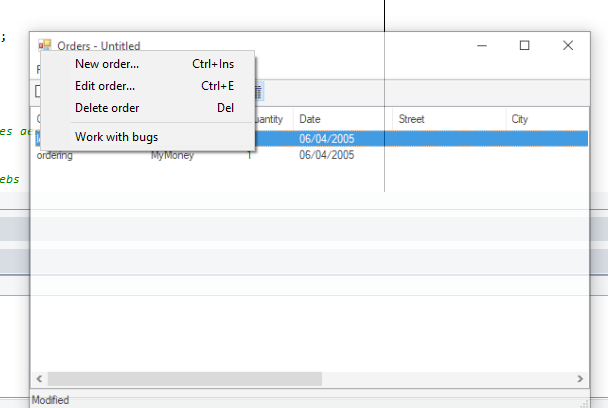 ;
Orders - Untitled
New order... Ctrl+Ins
Edit order... Ctrl+E
Delete order Del
Work with bugs
Date Street City
06/04/2005
ordering MyMoney 1 06/04/2005
es
ebs
Modified